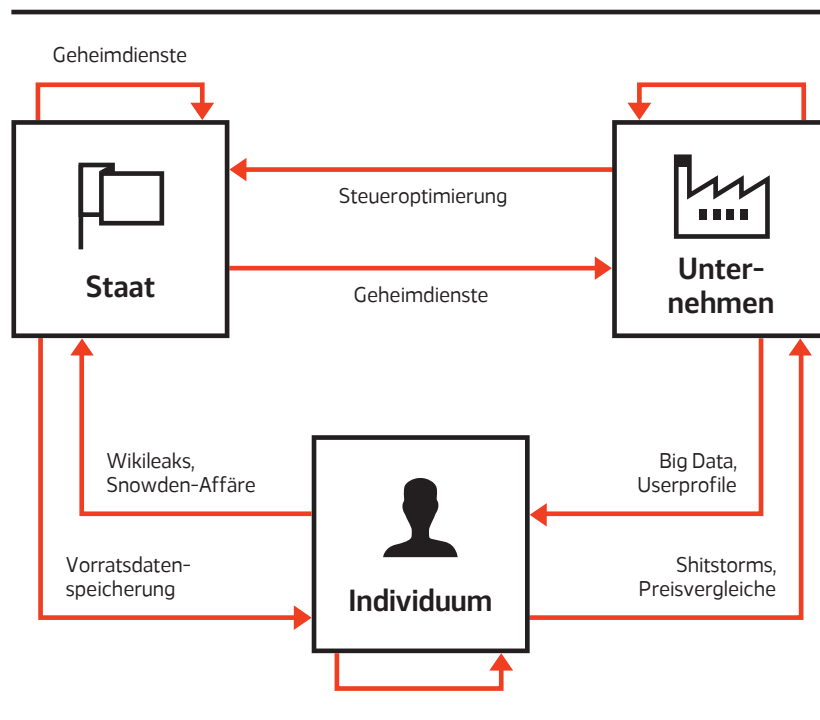 Geheimdienste
Steueroptimierung
Staat
Unter-
nehmen
Geheimdienste
Wikileaks,
Snowden-Affäre
Big Data,
Userprofile
Vorratsdaten-
speicherung
Shitstorms,
Preisvergleiche
Individuum